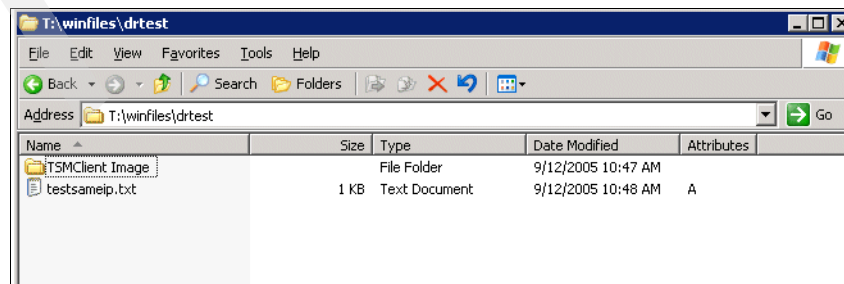 T:\winfiles\drtest
File Edit View Favorites Tools Help
Back Search Folders
Address T:\winfiles\drtest Go
Name Size Type Date Modified Attributes
TSMClient Image File Folder 9/12/2005 10:47 AM
testsameip.txt 1 KB Text Document 9/12/2005 10:48 AM A